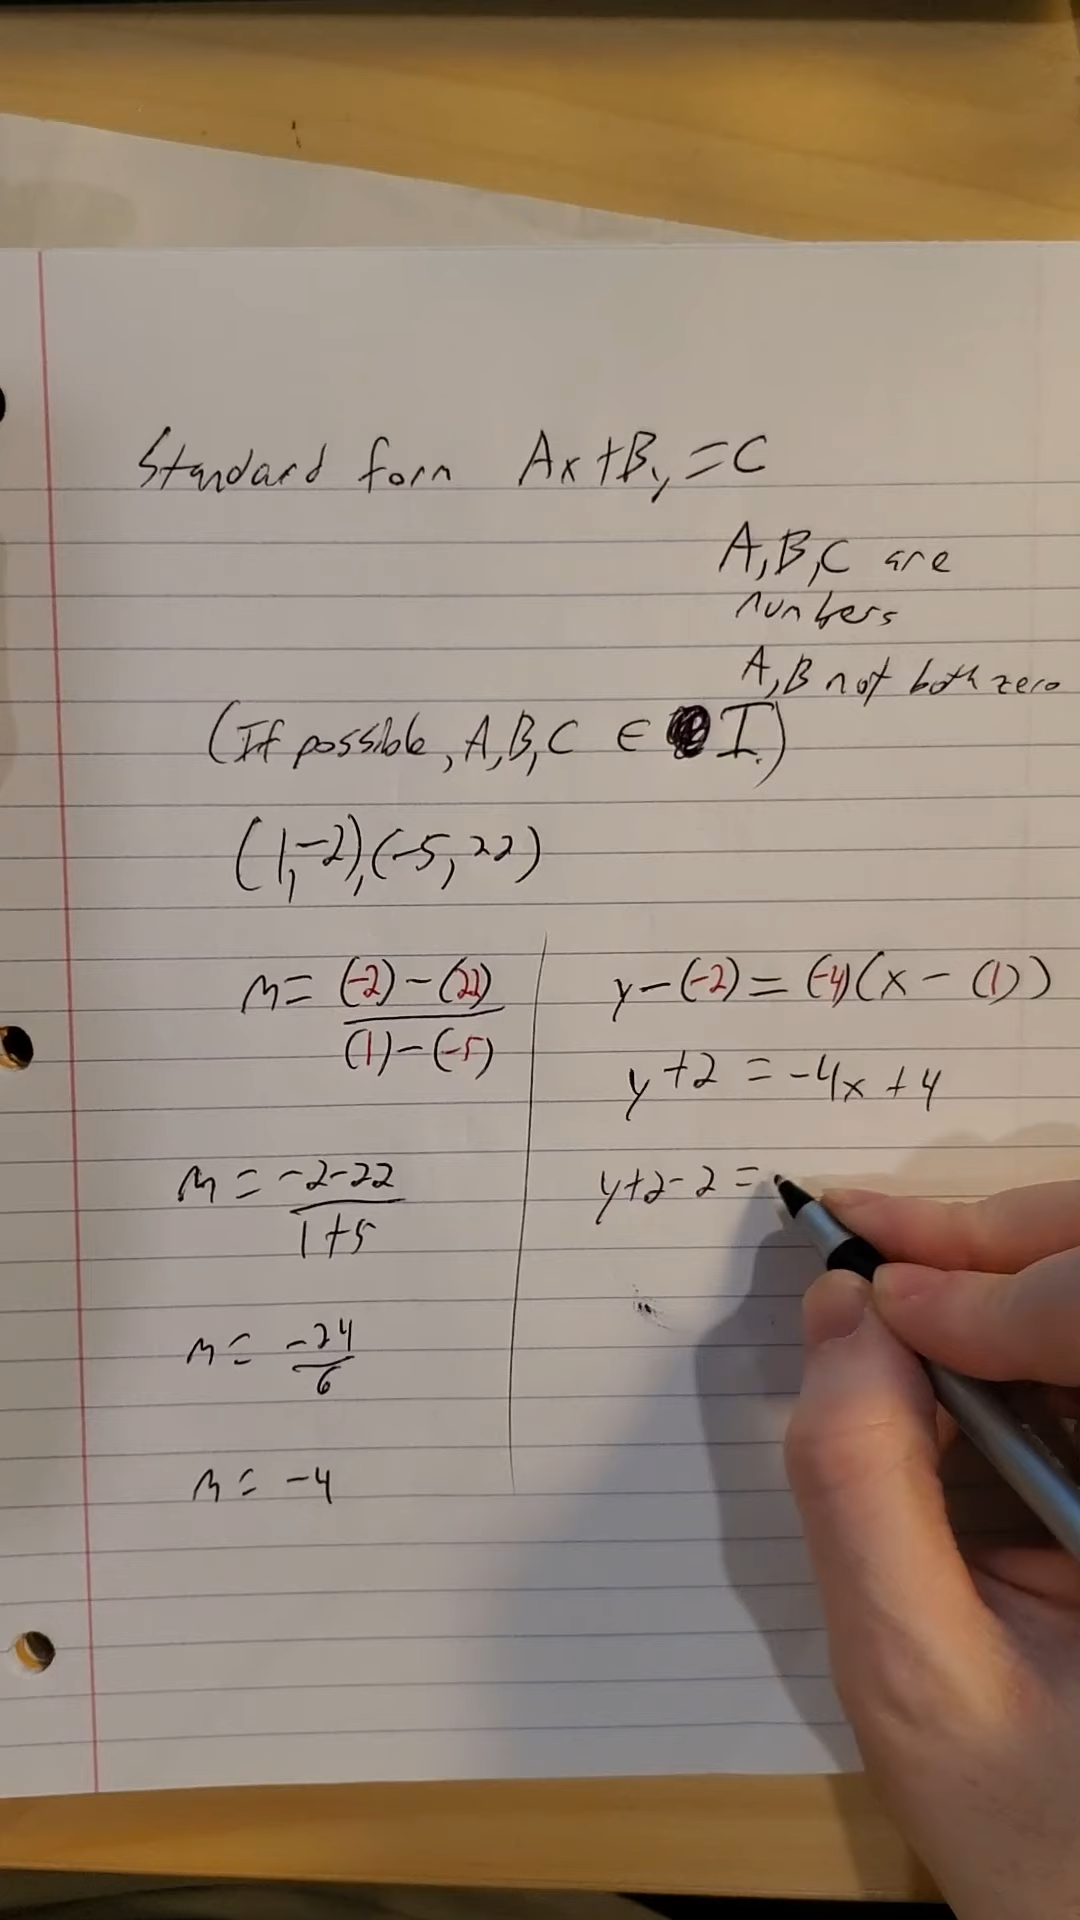 Standard form Ax+By=C
A,B,C are
numbers
A,B not both zero
(If possible, A,B,C ∈ I.)
(1,-2),(-5,22)
m = (-2)-(22)
(1)-(-5)
m = -2-22
1+5
m = -24
6
m = -4
y-(-2)=(-4)(x-(1))
y+2=-4x+4
y+2-2=